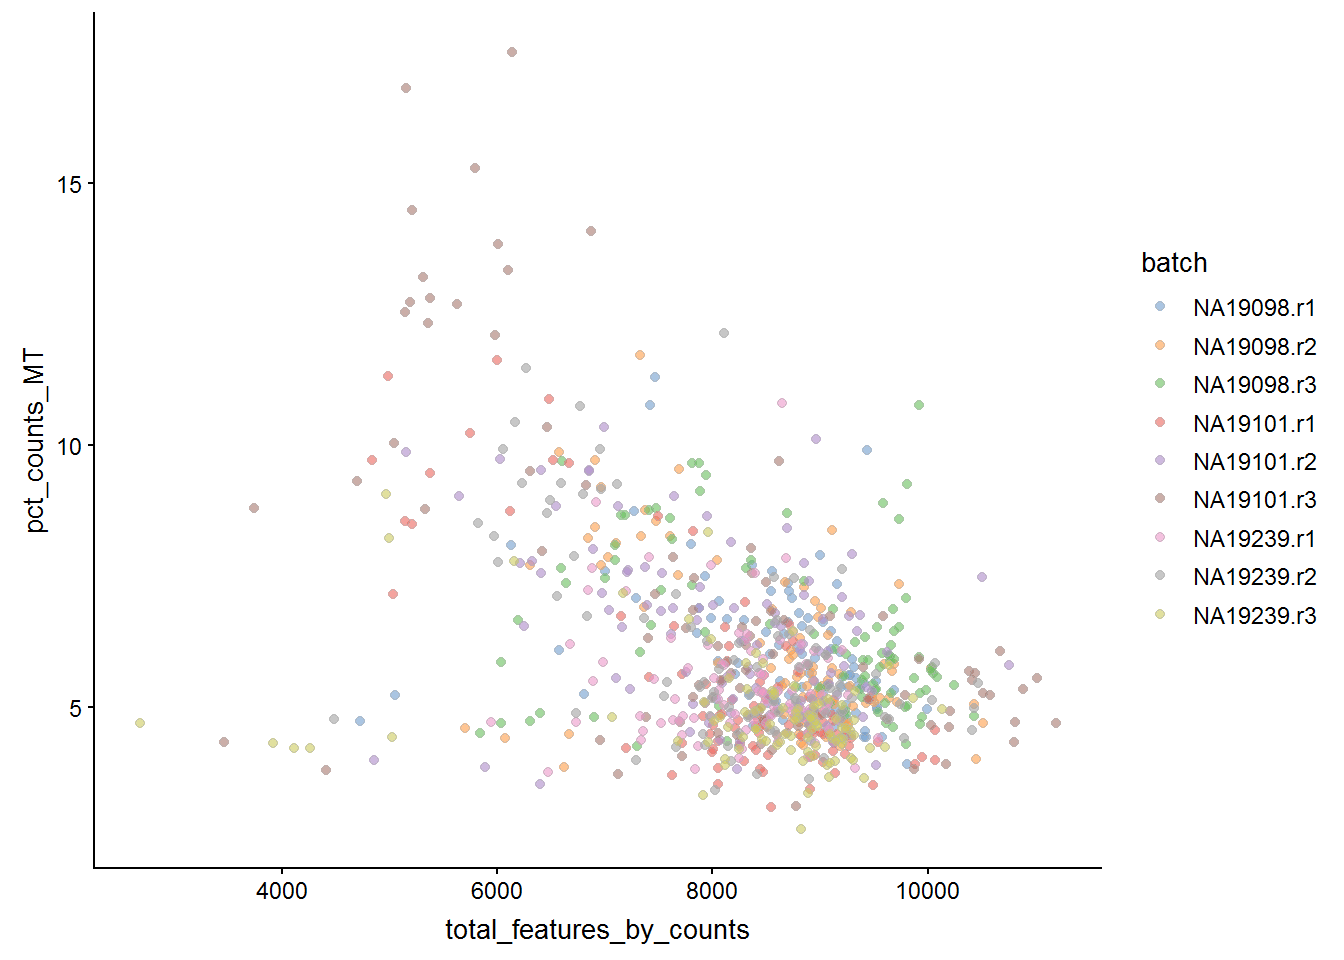 pct_counts_MT
15
10
5
4000
6000
8000
10000
total_features_by_counts
batch
NA19098.r1
NA19098.r2
NA19098.r3
NA19101.r1
NA19101.r2
NA19101.r3
NA19239.r1
NA19239.r2
NA19239.r3